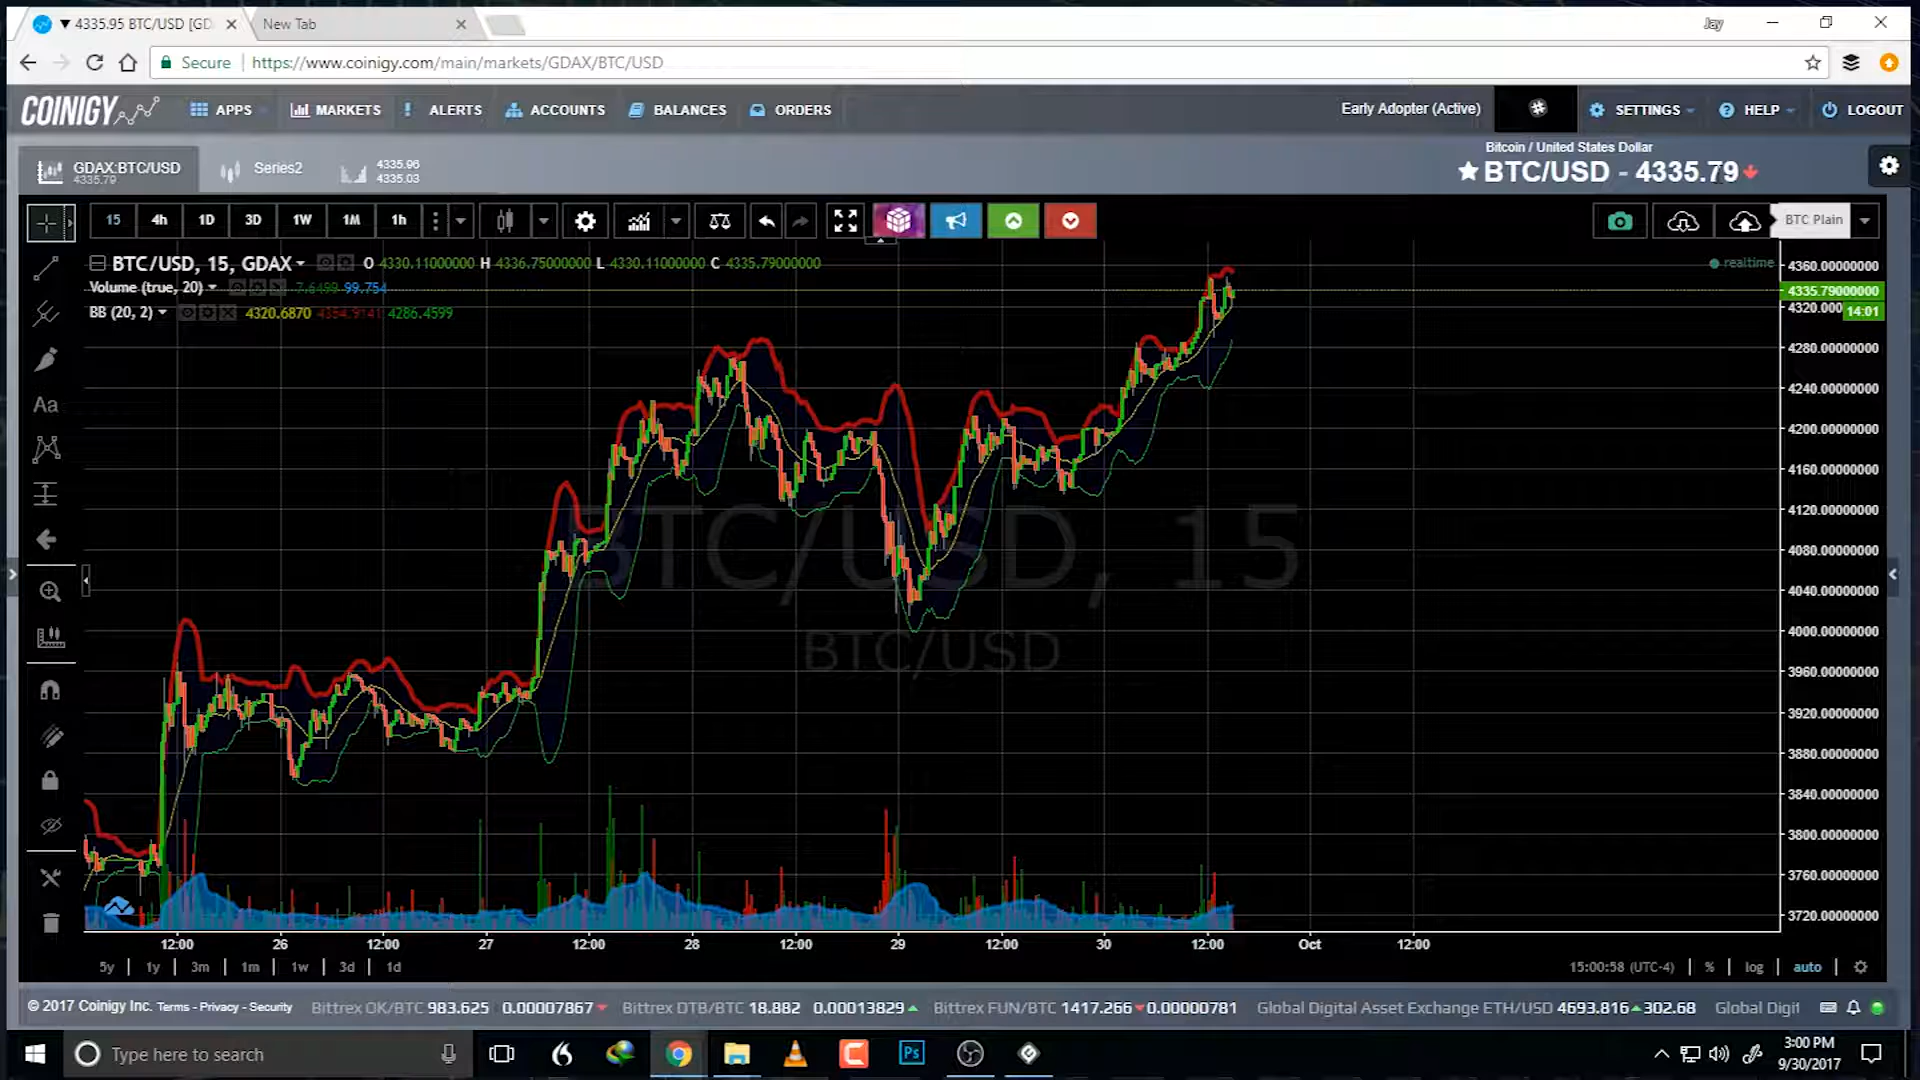 ▼ 4335.95 BTC/USD [GD
New Tab
Jay
Secure
https://www.coinigy.com/main/markets/GDAX/BTC/USD
COINIGY
APPS
MARKETS
ALERTS
ACCOUNTS
BALANCES
ORDERS
Early Adopter (Active)
SETTINGS
HELP
LOGOUT
GDAX:BTC/USD
4335.79
Series2
4335.96
4335.03
Bitcoin / United States Dollar
BTC/USD - 4335.79
15 4h 1D 3D 1W 1M 1h
BTC Plain
BTC/USD, 15, GDAX
O 4330.11000000 H 4336.75000000 L 4330.11000000 C 4335.79000000
realtime
Volume (true, 20) 7.6499 99.754
BB (20, 2) 4320.6870 4354.9141 4286.4599
Aa
BTC/USD, 15
BTC/USD
4360.00000000
4335.79000000
4320.000
14:01
4280.00000000
4240.00000000
4200.00000000
4160.00000000
4120.00000000
4080.00000000
4040.00000000
4000.00000000
3960.00000000
3920.00000000
3880.00000000
3840.00000000
3800.00000000
3760.00000000
3720.00000000
12:00 26 12:00 27 12:00 28 12:00 29 12:00 30 12:00 Oct 12:00
5y 1y 3m 1m 1w 3d 1d
15:00:58 (UTC-4) % log auto
© 2017 Coinigy Inc. Terms - Privacy - Security
Bittrex OK/BTC 983.625 0.00007867
Bittrex DTB/BTC 18.882 0.00013829
Bittrex FUN/BTC 1417.266 0.00000781
Global Digital Asset Exchange ETH/USD 4693.816 302.68
Global Digit
Type here to search
Ps
3:00 PM
9/30/2017